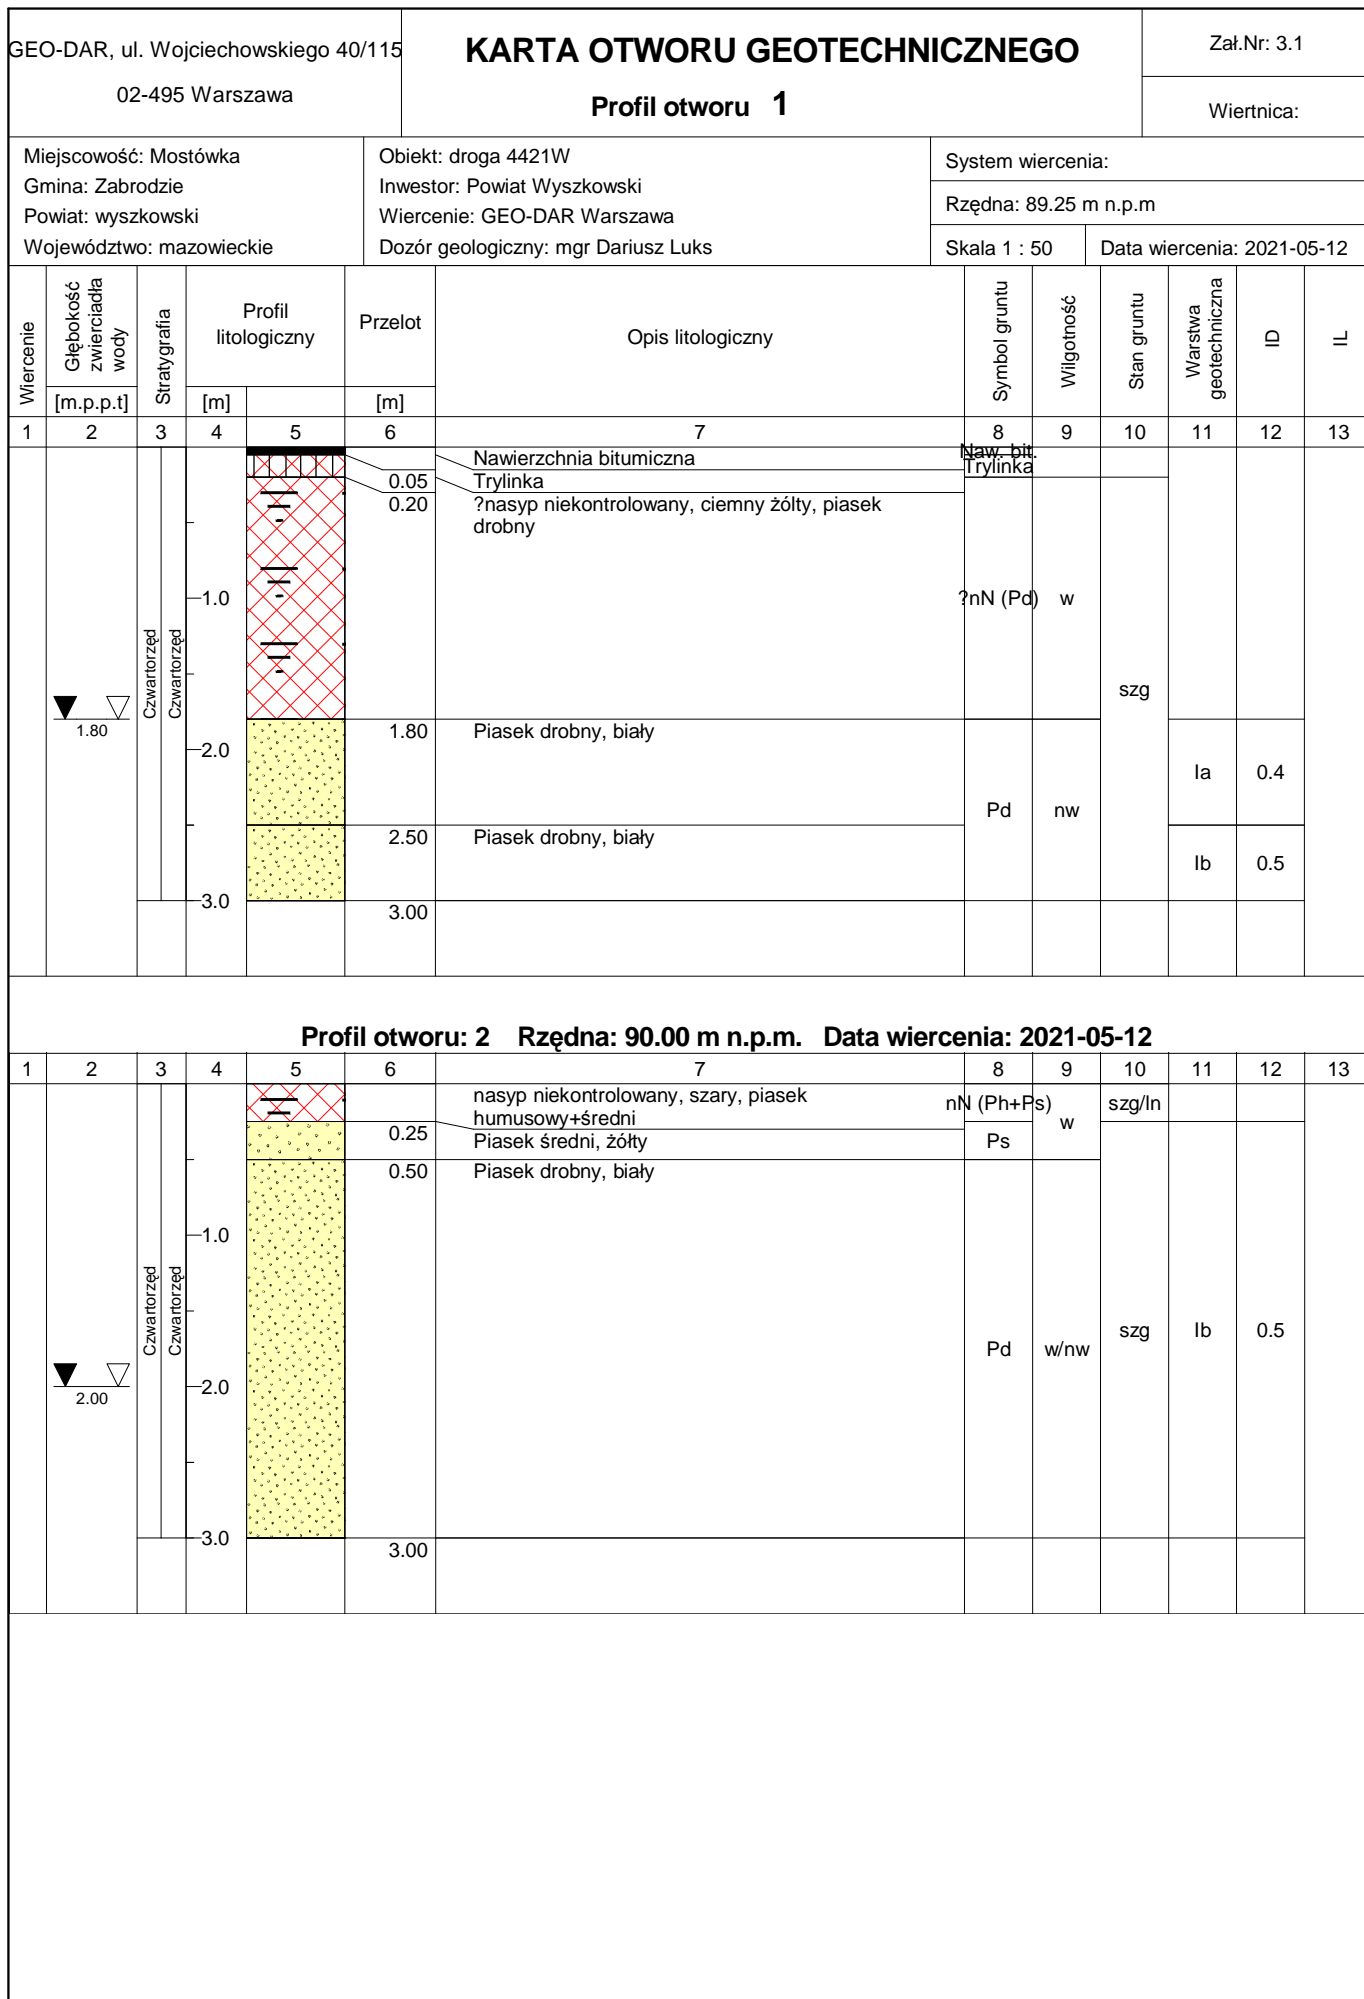 GEO-DAR, ul. Wojciechowskiego 40/115
02-495 Warszawa
KARTA OTWORU GEOTECHNICZNEGO
Profil otworu 1
Zał.Nr: 3.1
Wiertnica:
Miejscowość: Mostówka
Gmina: Zabrodzie
Powiat: wyszkowski
Województwo: mazowieckie
Obiekt: droga 4421W
Inwestor: Powiat Wyszkowski
Wiercenie: GEO-DAR Warszawa
Dozór geologiczny: mgr Dariusz Luks
System wiercenia:
Rzędna: 89.25 m n.p.m
Skala 1 : 50
Data wiercenia: 2021-05-12
Wiercenie
Głębokość
zwierciadła
wody
[m.p.p.t]
Stratygrafia
Profil
litologiczny
[m]
Przelot
[m]
Opis litologiczny
Symbol gruntu
Wilgotność
Stan gruntu
Warstwa
geotechniczna
ID
IL
1 2 3 4 5 6 7 8 9 10 11 12 13
Nawierzchnia bitumiczna
Naw. bit.
0.05
Trylinka
Trylinka
0.20
?nasyp niekontrolowany, ciemny żólty, piasek
drobny
1.0
?nN (Pd) w
Czwartorzęd
Czwartorzęd
szg
1.80
1.80
Piasek drobny, biały
2.0
Ia 0.4
Pd nw
2.50
Piasek drobny, biały
Ib 0.5
3.0
3.00
Profil otworu: 2 Rzędna: 90.00 m n.p.m. Data wiercenia: 2021-05-12
1 2 3 4 5 6 7 8 9 10 11 12 13
nasyp niekontrolowany, szary, piasek
humusowy+średni
nN (Ph+Ps) w szg/ln
0.25
Piasek średni, żółty
Ps
0.50
Piasek drobny, biały
1.0
Czwartorzęd
Czwartorzęd
szg Ib 0.5
Pd w/nw
2.00
2.0
3.0
3.00